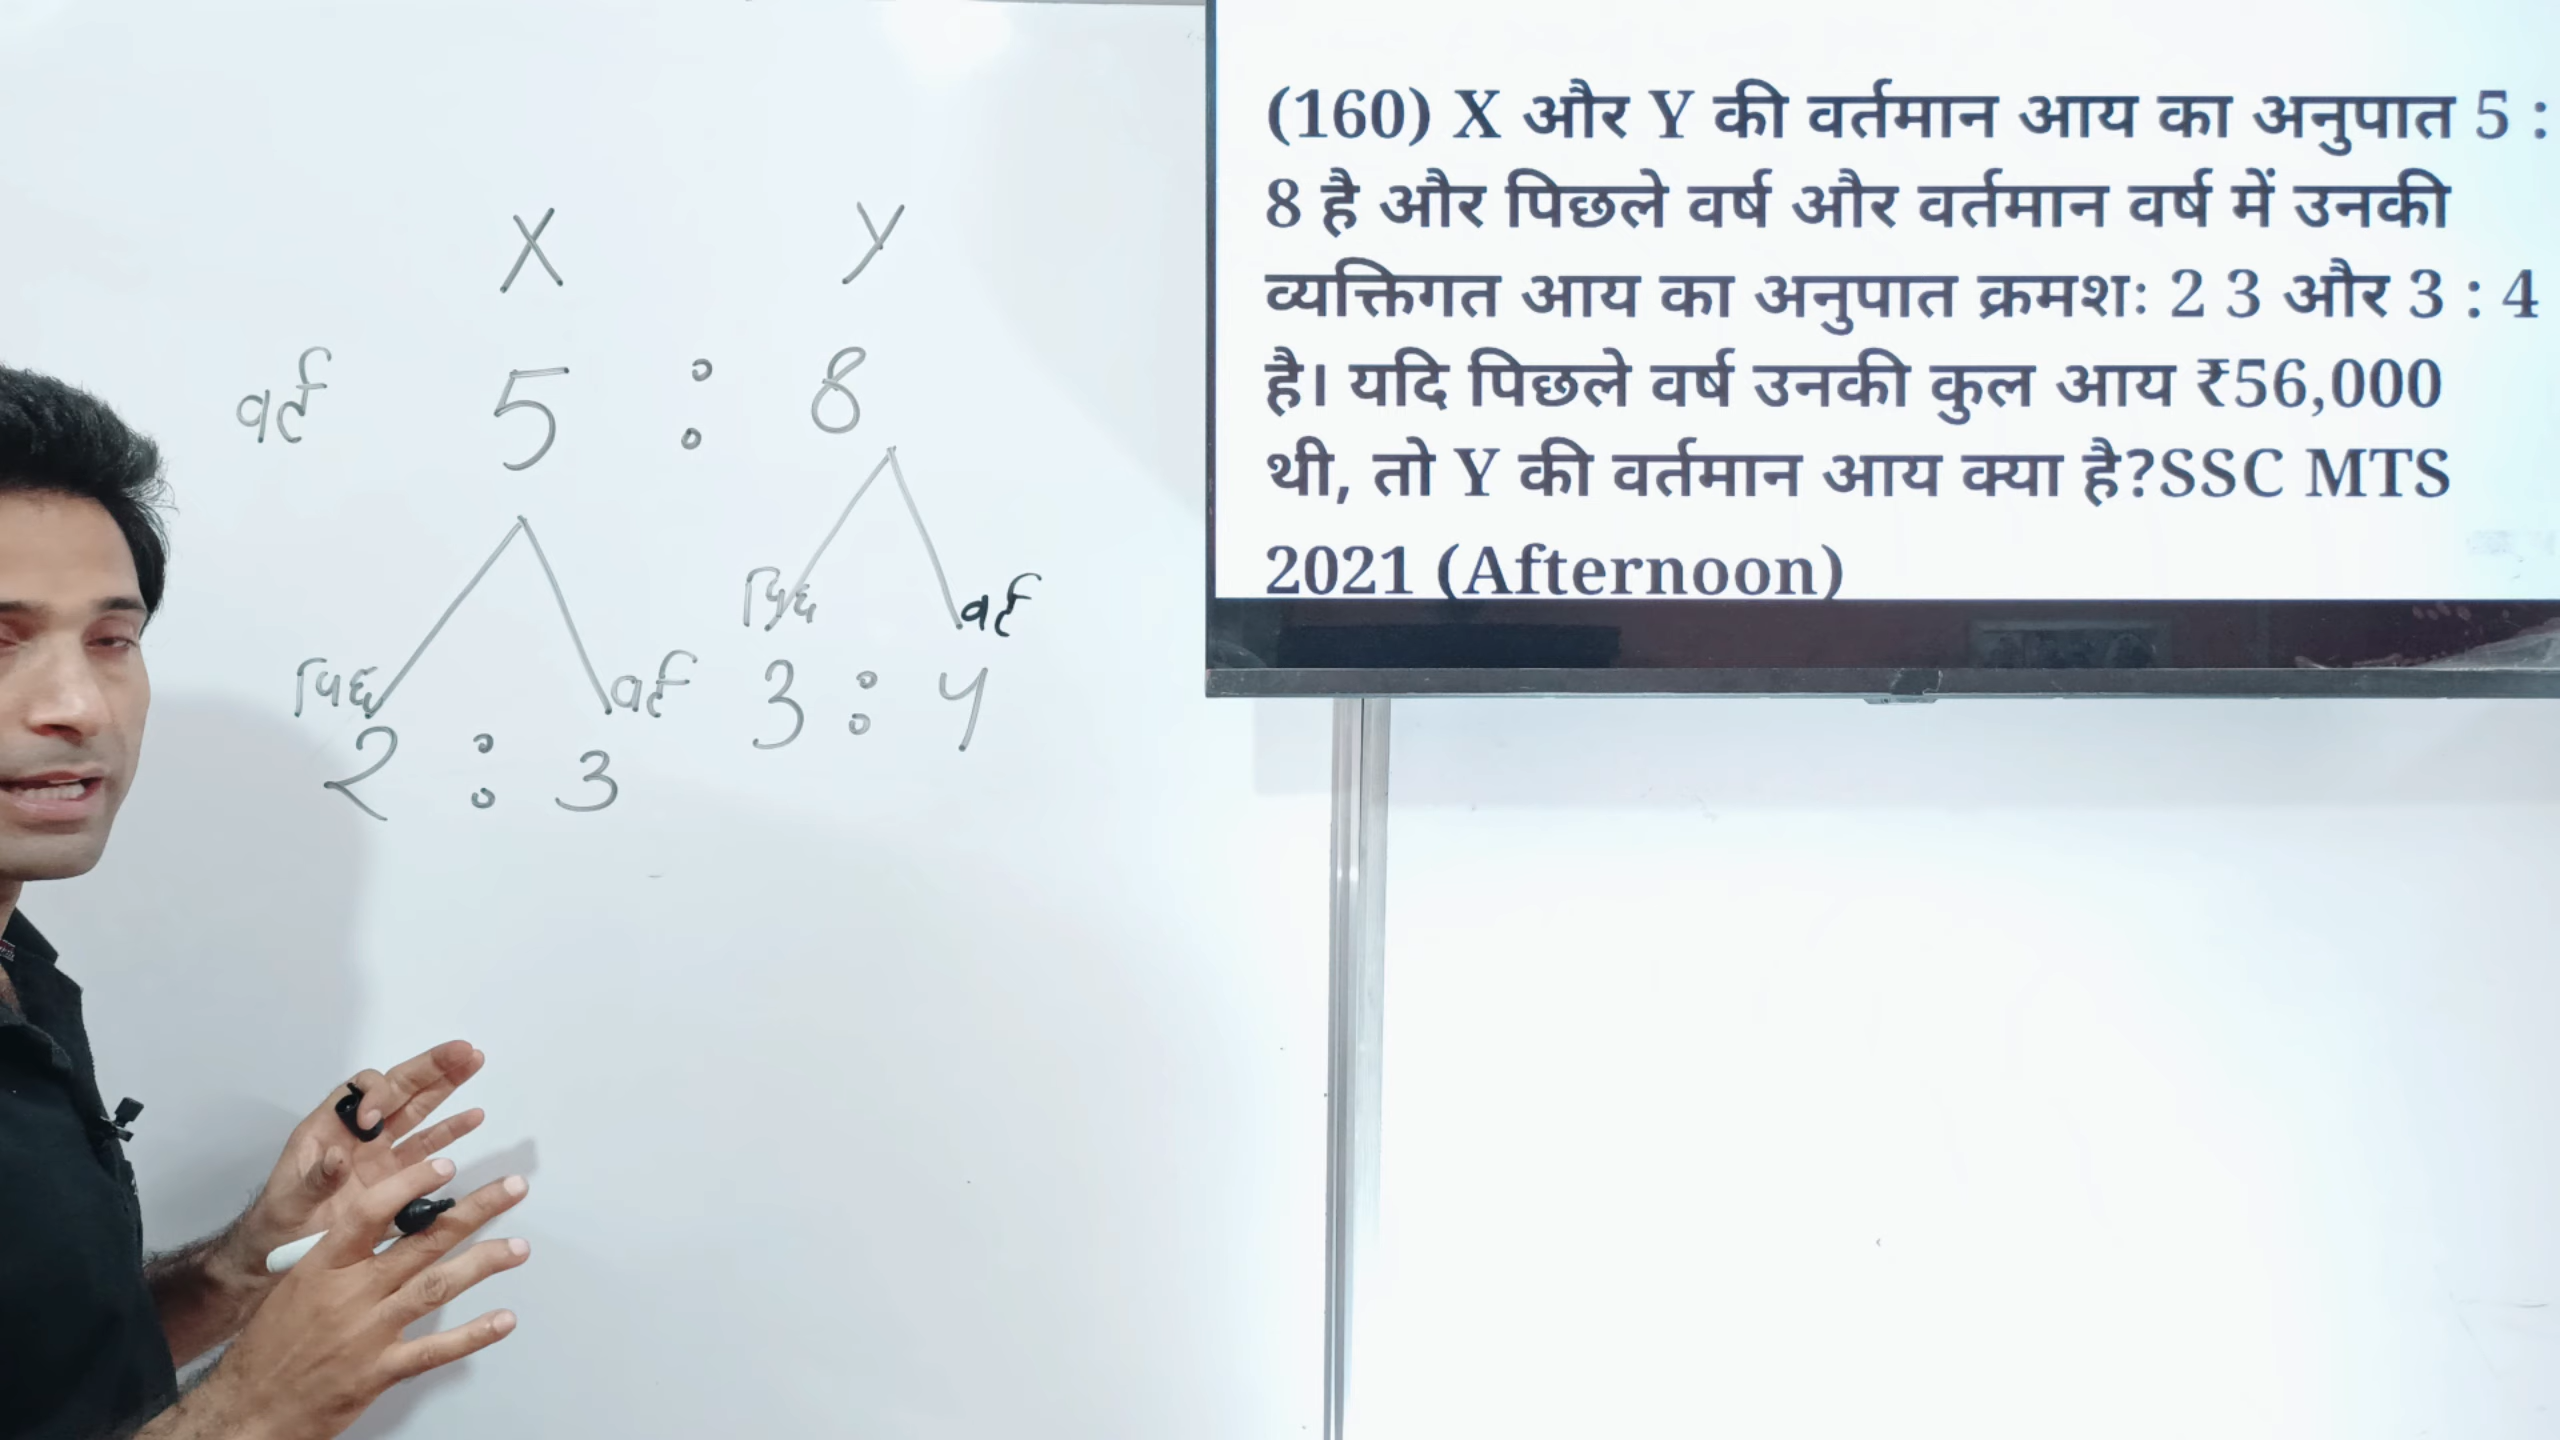 X Y
वर्त 5 : 8
पिछ वर्त
पिछ वर्त 3 : 4
2 : 3
(160) X और Y की वर्तमान आय का अनुपात 5 :
8 है और पिछले वर्ष और वर्तमान वर्ष में उनकी
व्यक्तिगत आय का अनुपात क्रमशः 2 3 और 3 : 4
है। यदि पिछले वर्ष उनकी कुल आय ₹56,000
थी, तो Y की वर्तमान आय क्या है?SSC MTS
2021 (Afternoon)